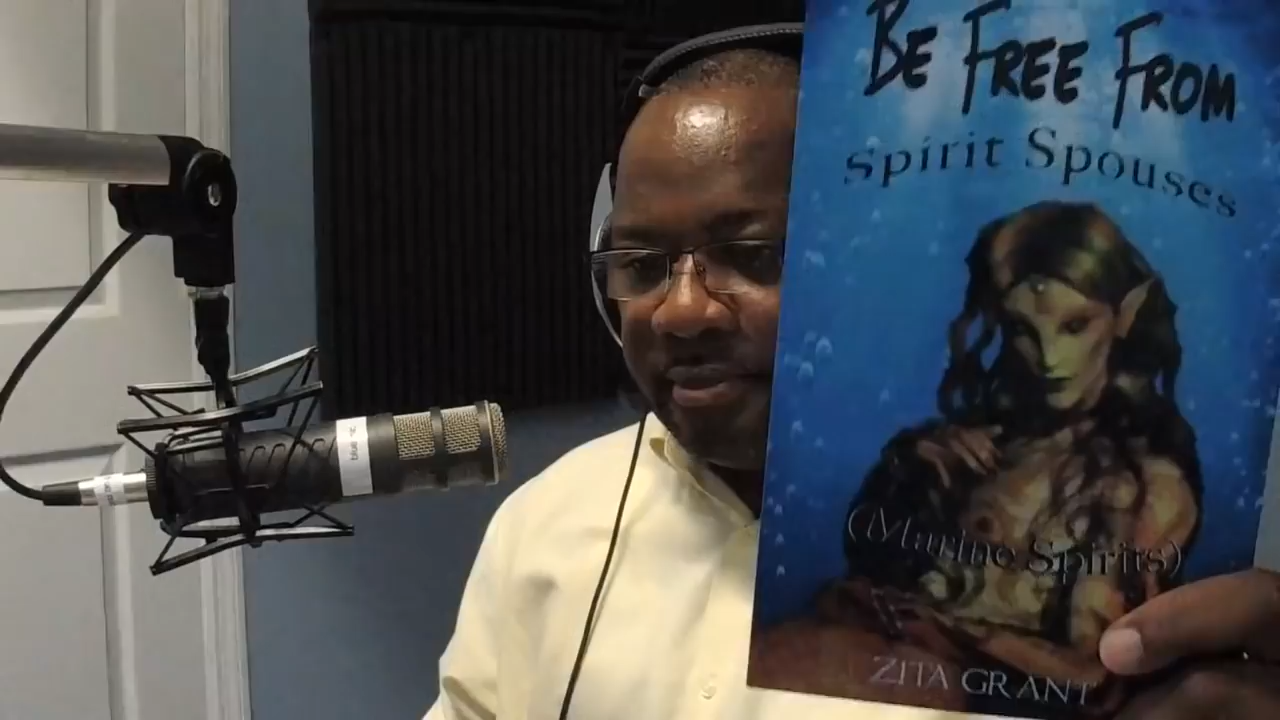 BE FREE FROM
Spirit Spouses
(Marine Spirits)
ZITA GRANT